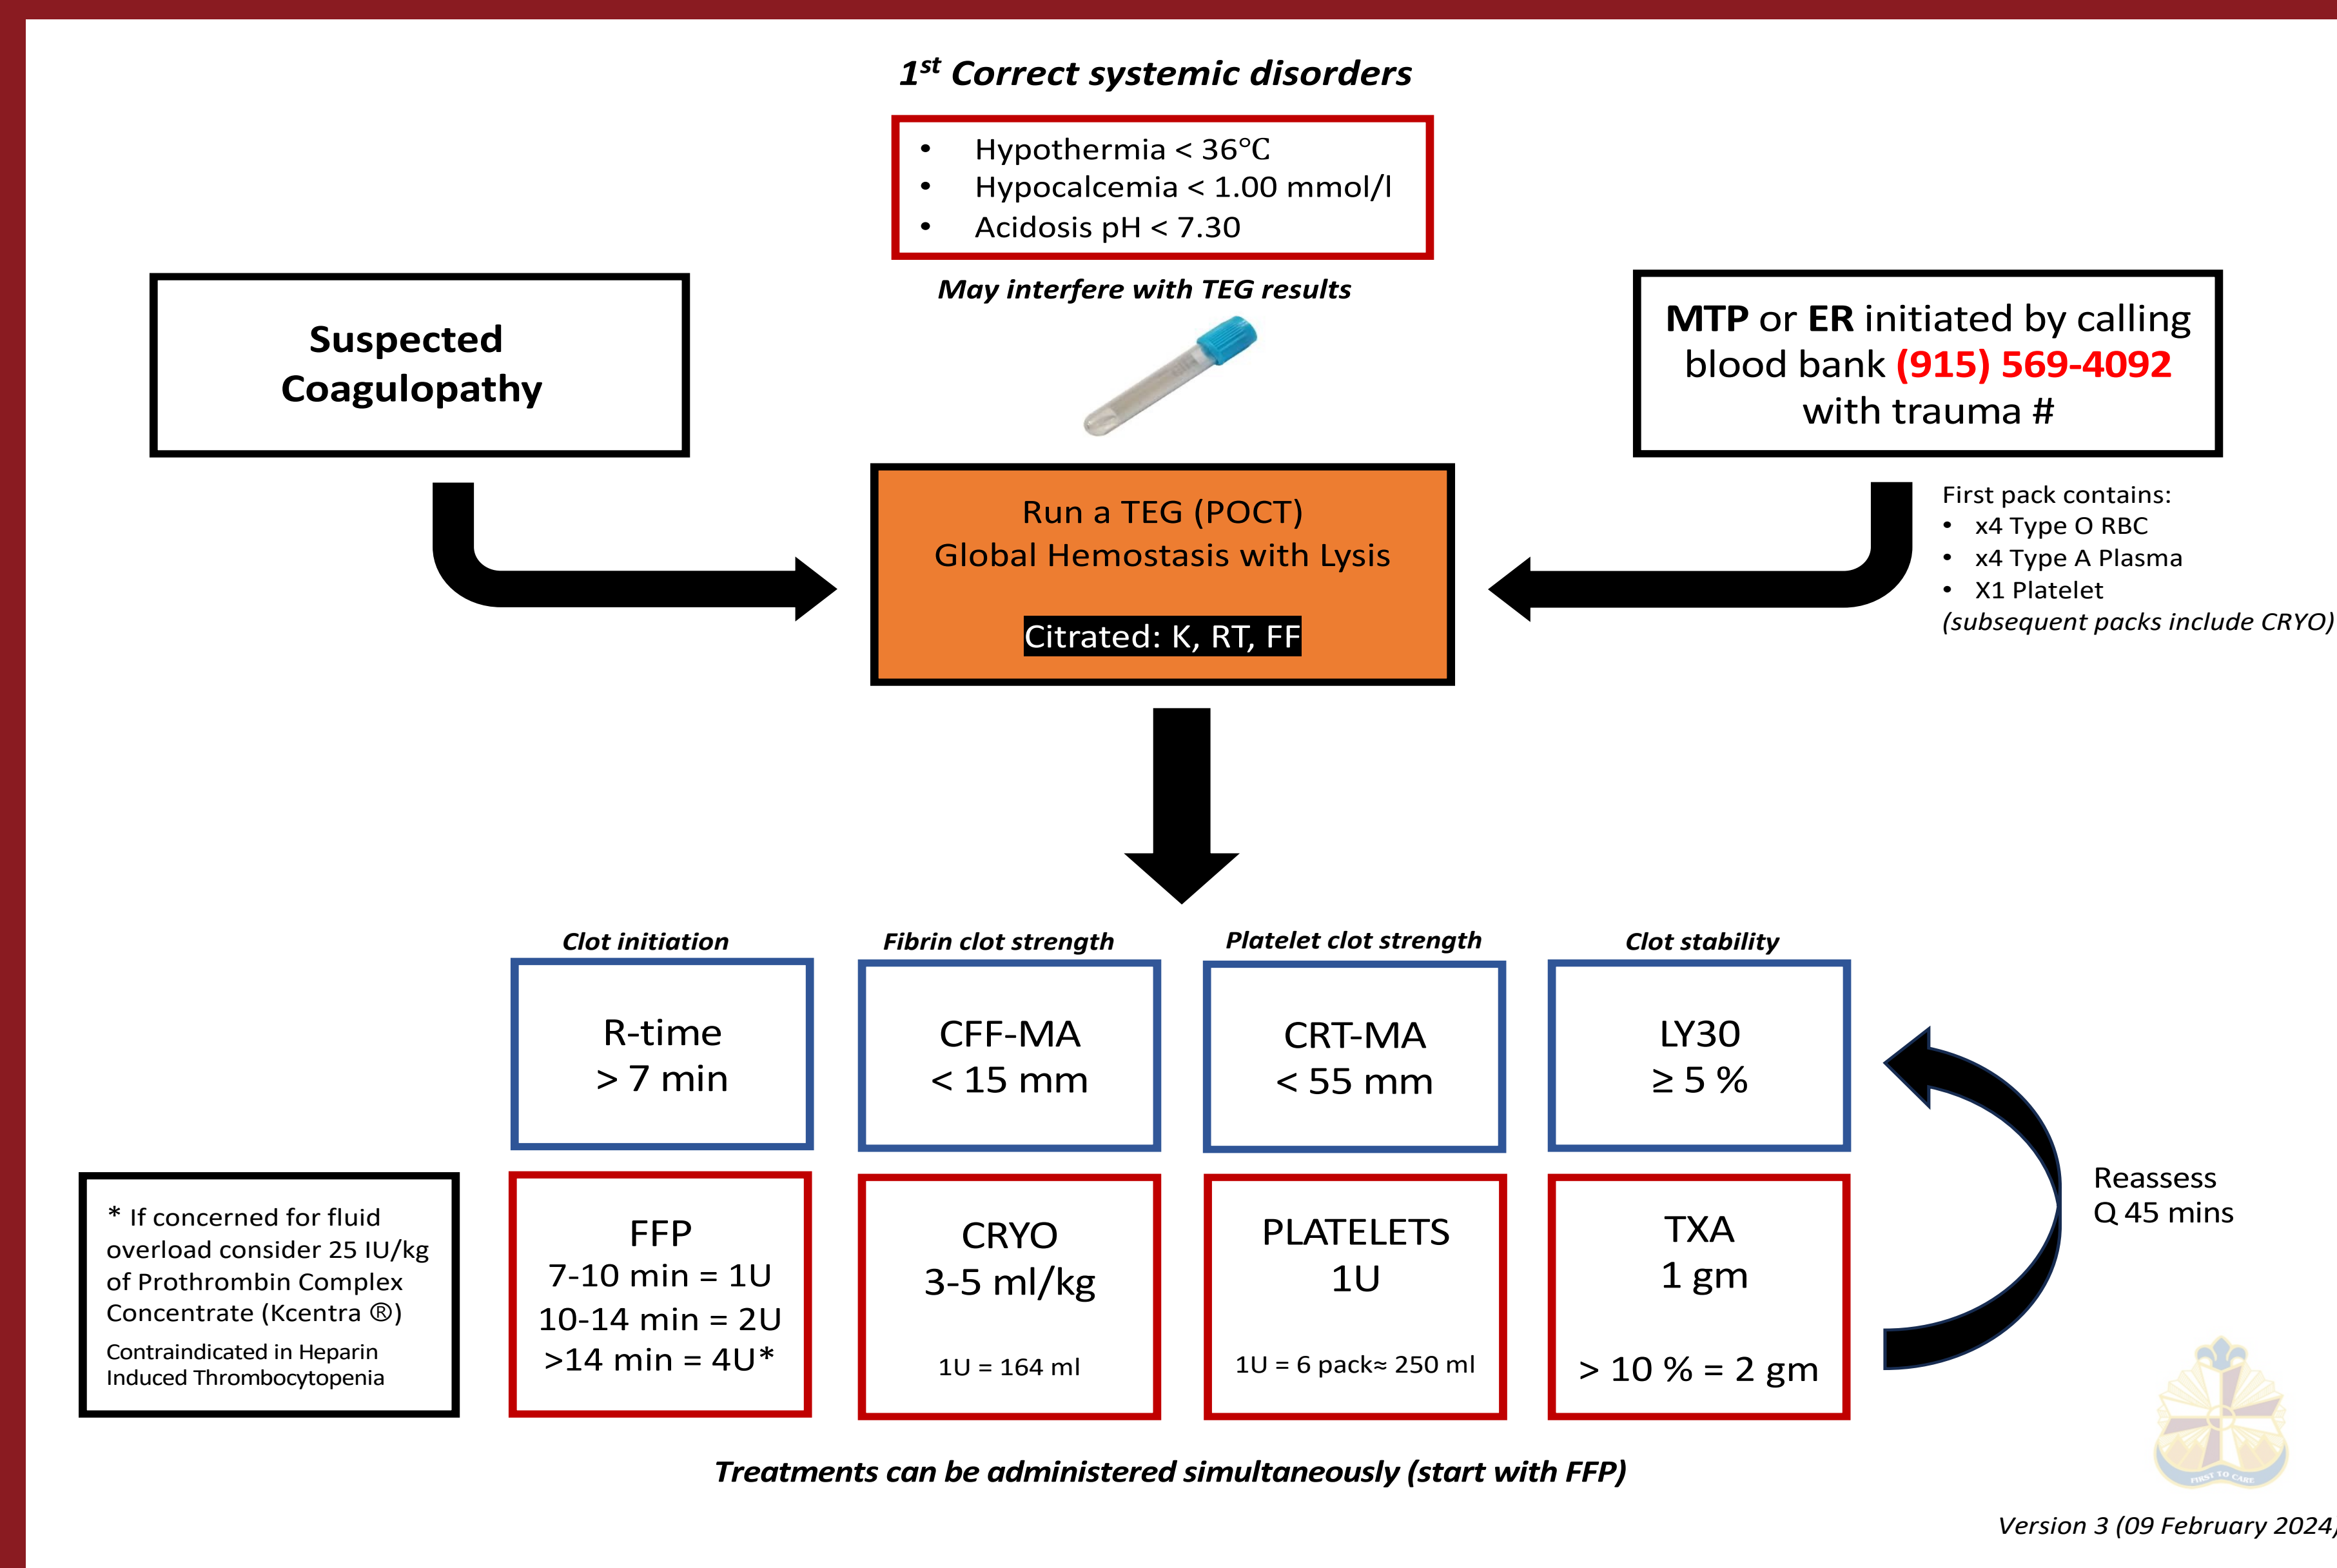 1st Correct systemic disorders
• Hypothermia < 36℃
• Hypocalcemia < 1.00 mmol/l
• Acidosis pH < 7.30
May interfere with TEG results
Suspected
Coagulopathy
MTP or ER initiated by calling
blood bank (915) 569-4092
with trauma #
First pack contains:
• x4 Type O RBC
• x4 Type A Plasma
• X1 Platelet
(subsequent packs include CRYO)
Run a TEG (POCT)
Global Hemostasis with Lysis
Citrated: K, RT, FF
Clot initiation
R-time
> 7 min
FFP
7-10 min = 1U
10-14 min = 2U
>14 min = 4U*
Fibrin clot strength
CFF-MA
< 15 mm
CRYO
3-5 ml/kg
1U = 164 ml
Platelet clot strength
CRT-MA
< 55 mm
PLATELETS
1U
1U = 6 pack≈ 250 ml
Clot stability
LY30
≥ 5 %
TXA
1 gm
> 10 % = 2 gm
Reassess
Q 45 mins
* If concerned for fluid
overload consider 25 IU/kg
of Prothrombin Complex
Concentrate (Kcentra ®)
Contraindicated in Heparin
Induced Thrombocytopenia
Treatments can be administered simultaneously (start with FFP)
FIRST TO CARE
Version 3 (09 February 2024)